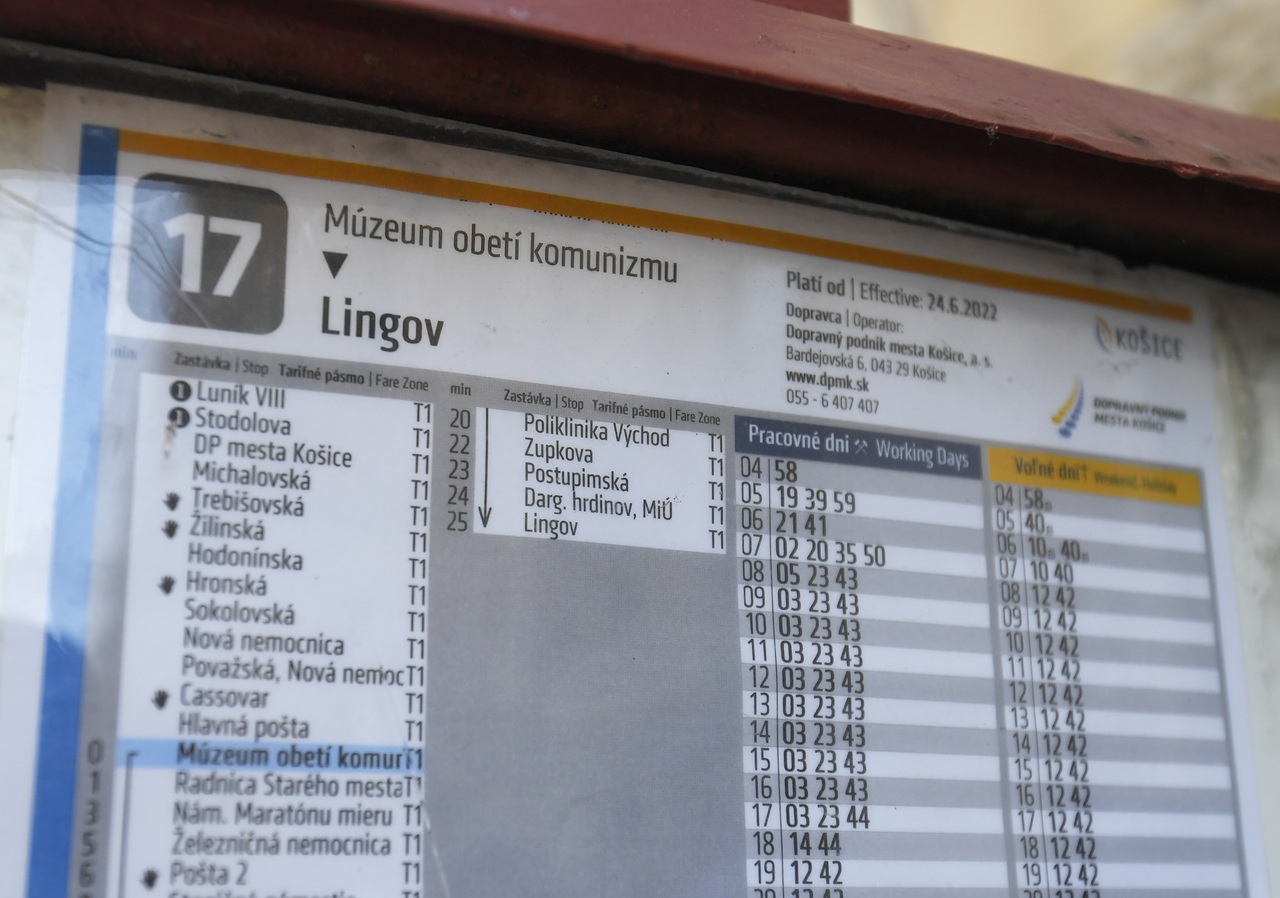 17
Múzeum obetí komunizmu
▼
Lingov
Platí od | Effective: 24.6.2022
Dopravca | Operator:
Dopravný podnik mesta Košice, a. s.
Bardejovská 6, 043 29 Košice
www.dpmk.sk
055 - 6 407 407
KOŠICE
DOPRAVNÝ PODNIK
MESTA KOŠICE
min Zastávka | Stop Tarifné pásmo | Fare Zone
Luník VIII T1
Stodolova T1
DP mesta Košice T1
Michalovská T1
Trebišovská T1
Žilinská T1
Hodonínska T1
Hronská T1
Sokolovská T1
Nová nemocnica T1
Považská, Nová nemoc T1
Cassovar T1
Hlavná pošta T1
0 Múzeum obetí komuni T1
1 Radnica Starého mesta T1
3 Nám. Maratónu mieru T1
5 Železničná nemocnica T1
6 Pošta 2 T1
min Zastávka | Stop Tarifné pásmo | Fare Zone
20 Poliklinika Východ T1
22 Zupkova T1
23 Postupimská T1
24 Darg. hrdinov, MiÚ T1
25 Lingov T1
Pracovné dni Working Days
04 58
05 19 39 59
06 21 41
07 02 20 35 50
08 05 23 43
09 03 23 43
10 03 23 43
11 03 23 43
12 03 23 43
13 03 23 43
14 03 23 43
15 03 23 43
16 03 23 43
17 03 23 44
18 14 44
19 12 42
Voľné dni† Weekend, Holiday
04 58
05 40
06 10 40
07 10 40
08 12 42
09 12 42
10 12 42
11 12 42
12 12 42
13 12 42
14 12 42
15 12 42
16 12 42
17 12 42
18 12 42
19 12 42
20 12 42